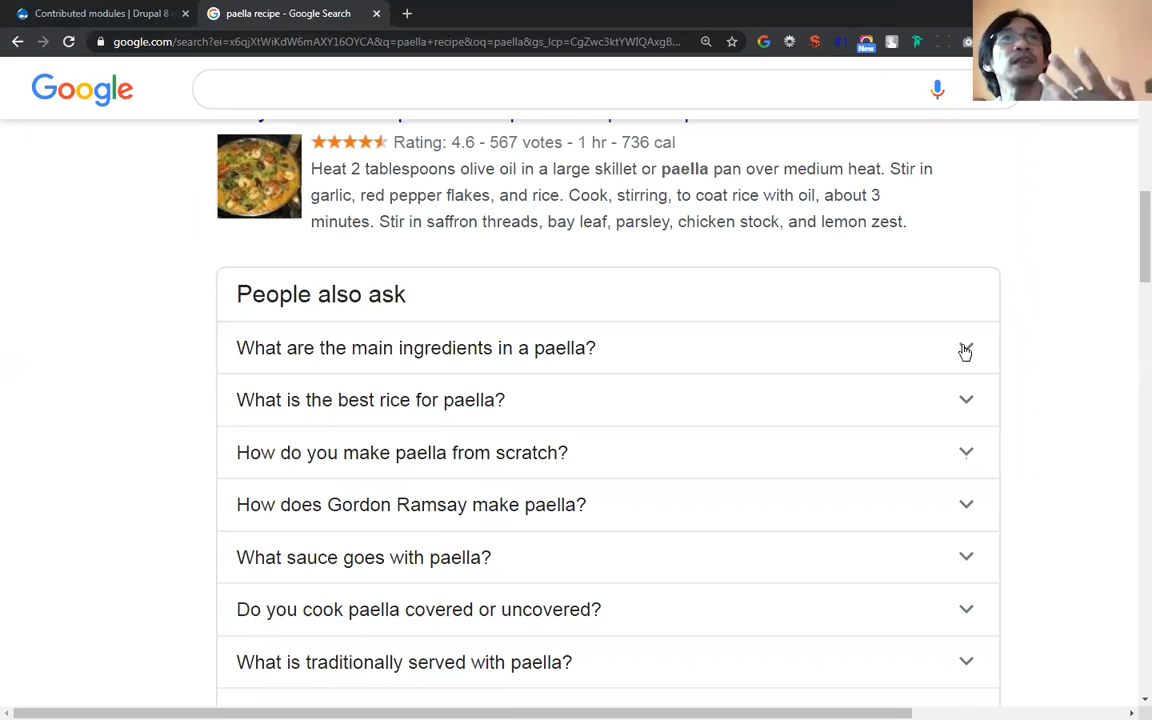 Contributed modules | Drupal 8
paella recipe - Google Search
google.com/search?ei=x6qjXtWiKdW6mAXY16OYCA&q=paella+recipe&oq=paella&gs_lcp=CgZwc3ktYWIQAxgB...
New
Google
Rating: 4.6 - 567 votes - 1 hr - 736 cal
Heat 2 tablespoons olive oil in a large skillet or paella pan over medium heat. Stir in
garlic, red pepper flakes, and rice. Cook, stirring, to coat rice with oil, about 3
minutes. Stir in saffron threads, bay leaf, parsley, chicken stock, and lemon zest.
People also ask
What are the main ingredients in a paella?
What is the best rice for paella?
How do you make paella from scratch?
How does Gordon Ramsay make paella?
What sauce goes with paella?
Do you cook paella covered or uncovered?
What is traditionally served with paella?